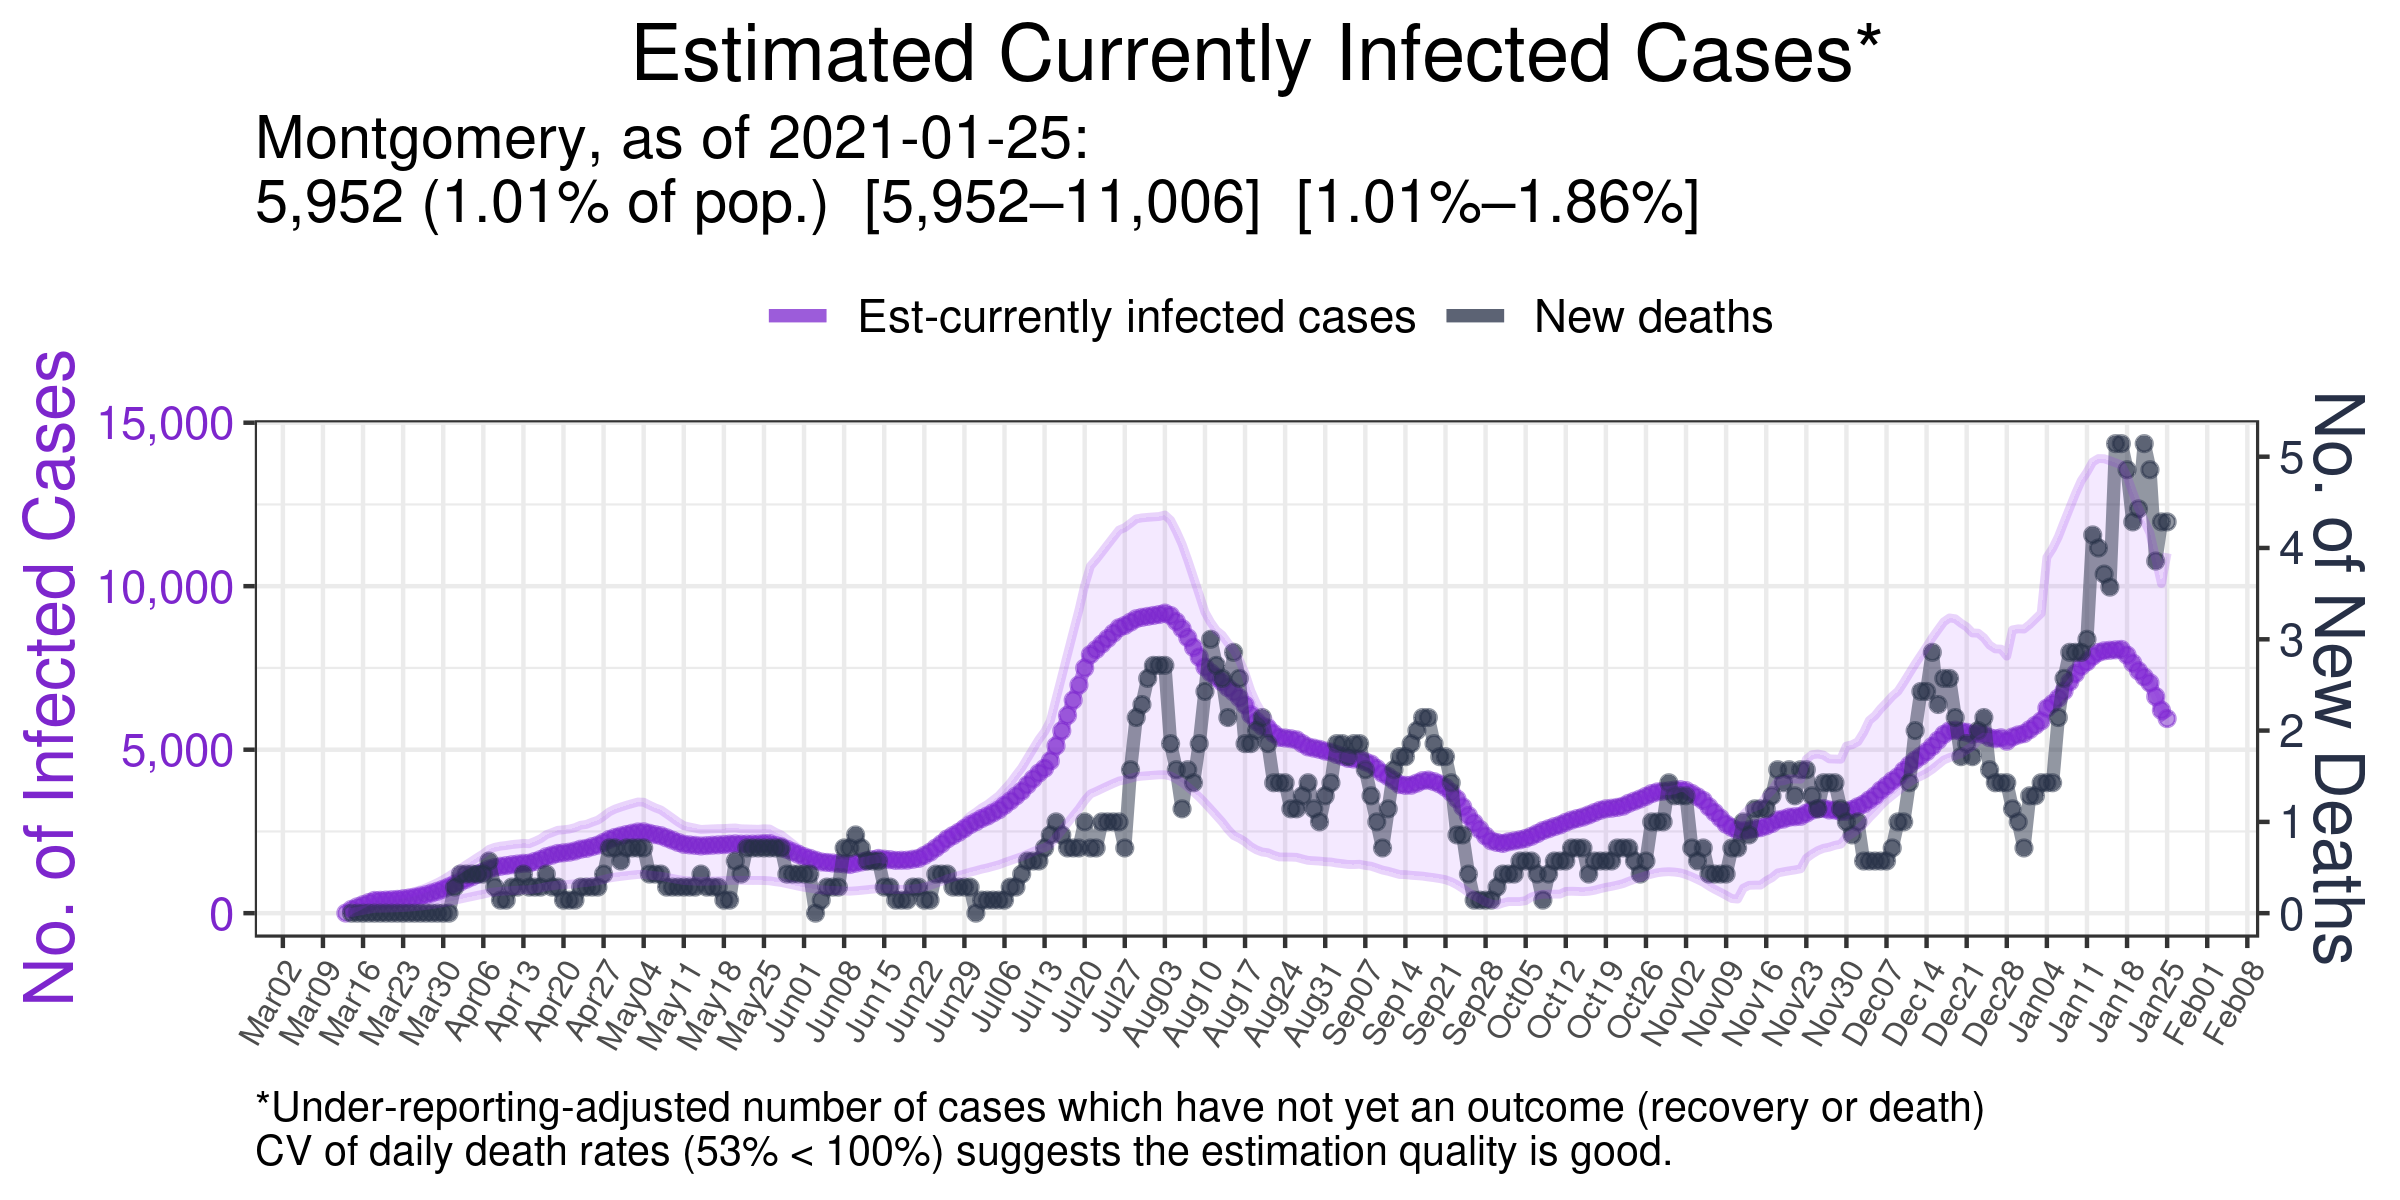 Estimated Currently Infected Cases*
Montgomery, as of 2021-01-25:
5,952 (1.01% of pop.) [5,952–11,006] [1.01%–1.86%]
Est-currently infected cases New deaths
No. of Infected Cases
15,000
10,000
5,000
0
5
4
3
2
1
0
No. of New Deaths
Mar02 Mar09 Mar16 Mar23 Mar30 Apr06 Apr13 Apr20 Apr27 May04 May11 May18 May25 Jun01 Jun08 Jun15 Jun22 Jun29 Jul06 Jul13 Jul20 Jul27 Aug03 Aug10 Aug17 Aug24 Aug31 Sep07 Sep14 Sep21 Sep28 Oct05 Oct12 Oct19 Oct26 Nov02 Nov09 Nov16 Nov23 Nov30 Dec07 Dec14 Dec21 Dec28 Jan04 Jan11 Jan18 Jan25 Feb01 Feb08
*Under-reporting-adjusted number of cases which have not yet an outcome (recovery or death)
CV of daily death rates (53% < 100%) suggests the estimation quality is good.